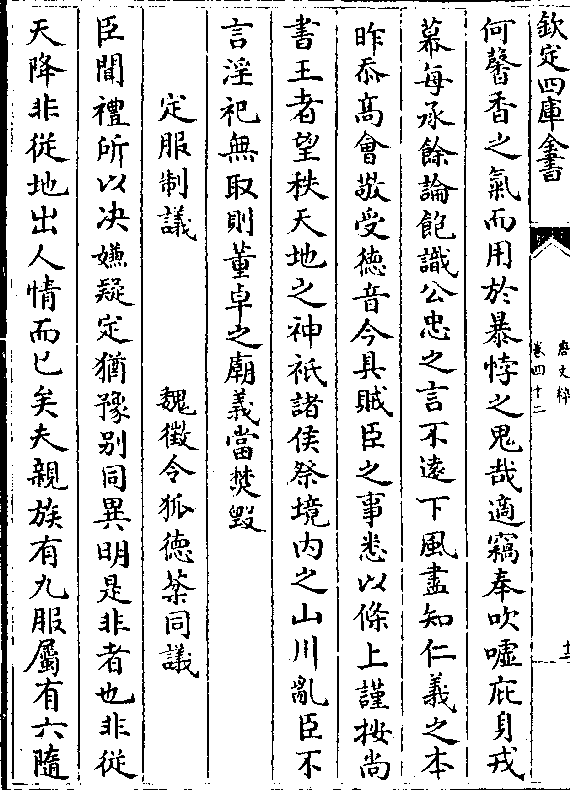 欽定四庫全書
唐文粹
卷四十二
何馨香之氣而用於暴悖之鬼哉適竊奉吹噓庇身戎
幕每承餘論飽識公忠之言不遠下風盡知仁義之本
昨忝高會敬受德音今具賊臣之事悉以條上謹按尚
書王者望秩天地之神祇諸侯祭境内之山川亂臣不
言淫祀無取則董卓之廟義當焚毁
定服制議　魏徵令狐德棻同議
臣聞禮所以决嫌疑定猶豫别同異明是非者也非從
天降非從地出人情而已矣夫親族有九服屬有六隨